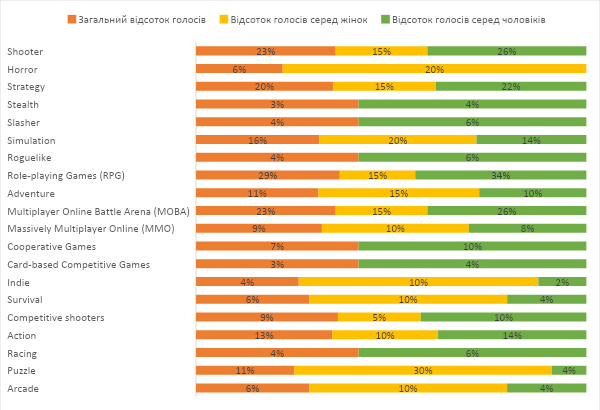 Загальний відсоток голосів Відсоток голосів серед жінок Відсоток голосів серед чоловіків
Shooter 23% 15% 26%
Horror 6% 20%
Strategy 20% 15% 22%
Stealth 3% 4%
Slasher 4% 6%
Simulation 16% 20% 14%
Roguelike 4% 6%
Role-playing Games (RPG) 29% 15% 34%
Adventure 11% 15% 10%
Multiplayer Online Battle Arena (MOBA) 23% 15% 26%
Massively Multiplayer Online (MMO) 9% 10% 8%
Cooperative Games 7% 10%
Card-based Competitive Games 3% 4%
Indie 4% 10% 2%
Survival 6% 10% 4%
Competitive shooters 9% 5% 10%
Action 13% 10% 14%
Racing 4% 6%
Puzzle 11% 30% 4%
Arcade 6% 10% 4%